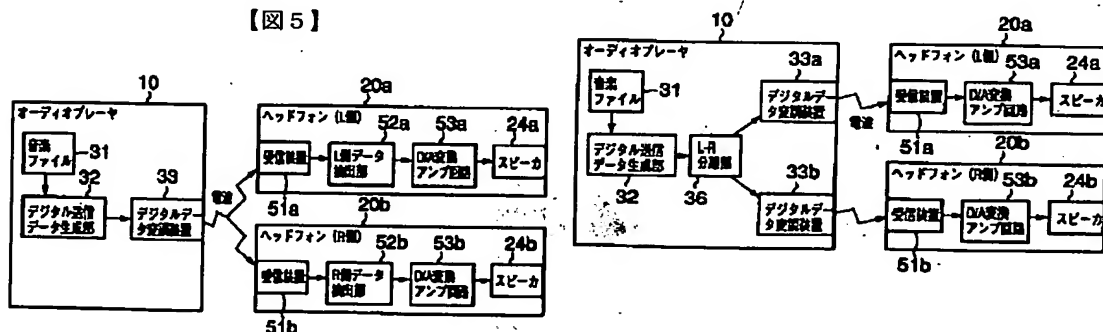 【図5】
10
オーディオプレーヤ
音楽
ファイル
31
32
デジタル送信
データ生成部
33
デジタルデー
タ変調装置
電波
20a
ヘッドフォン (L側)
52a
53a
24a
受信装置
L側データ
抽出部
D/A変換
アンプ回路
スピーカ
51a
20b
ヘッドフォン (R側)
52b
53b
24b
受信装置
R側データ
抽出部
D/A変換
アンプ回路
スピーカ
51b
10
オーディオプレーヤ
音楽
ファイル
31
デジタル送信
データ生成部
32
L-R
分離部
36
33a
デジタルデー
タ変調装置
33b
デジタルデー
タ変調装置
電波
20a
ヘッドフォン (L側)
53a
24a
受信装置
D/A変換
アンプ回路
スピーカ
51a
20b
ヘッドフォン (R側)
53b
24b
受信装置
D/A変換
アンプ回路
スピーカ
51b